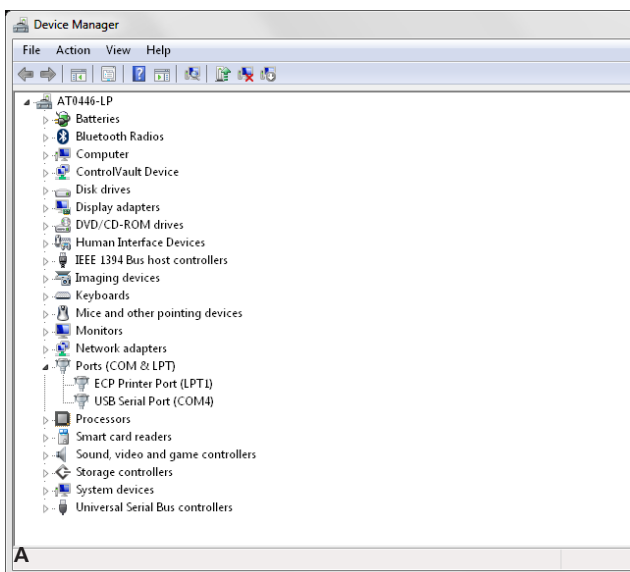 Device Manager
File Action View Help
AT0446-LP
Batteries
Bluetooth Radios
Computer
ControlVault Device
Disk drives
Display adapters
DVD/CD-ROM drives
Human Interface Devices
IEEE 1394 Bus host controllers
Imaging devices
Keyboards
Mice and other pointing devices
Monitors
Network adapters
Ports (COM & LPT)
ECP Printer Port (LPT1)
USB Serial Port (COM4)
Processors
Smart card readers
Sound, video and game controllers
Storage controllers
System devices
Universal Serial Bus controllers
A